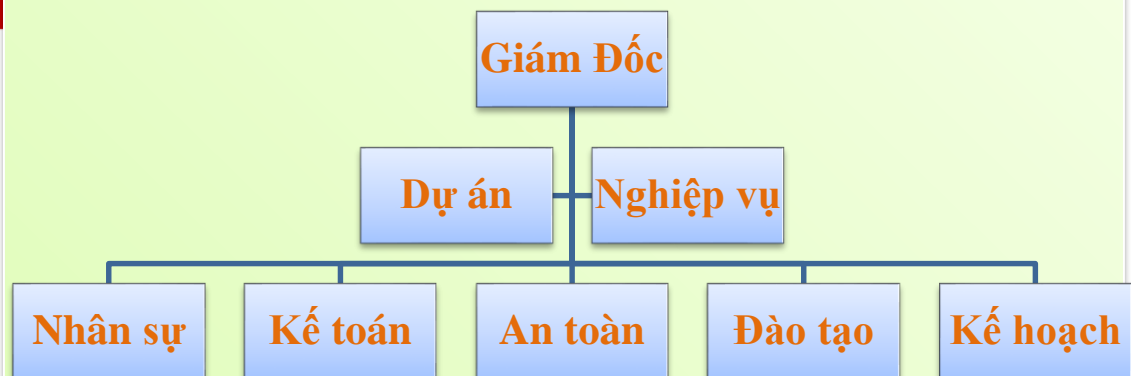 Giám Đốc
Dự án
Nghiệp vụ
Nhân sự
Kế toán
An toàn
Đào tạo
Kế hoạch